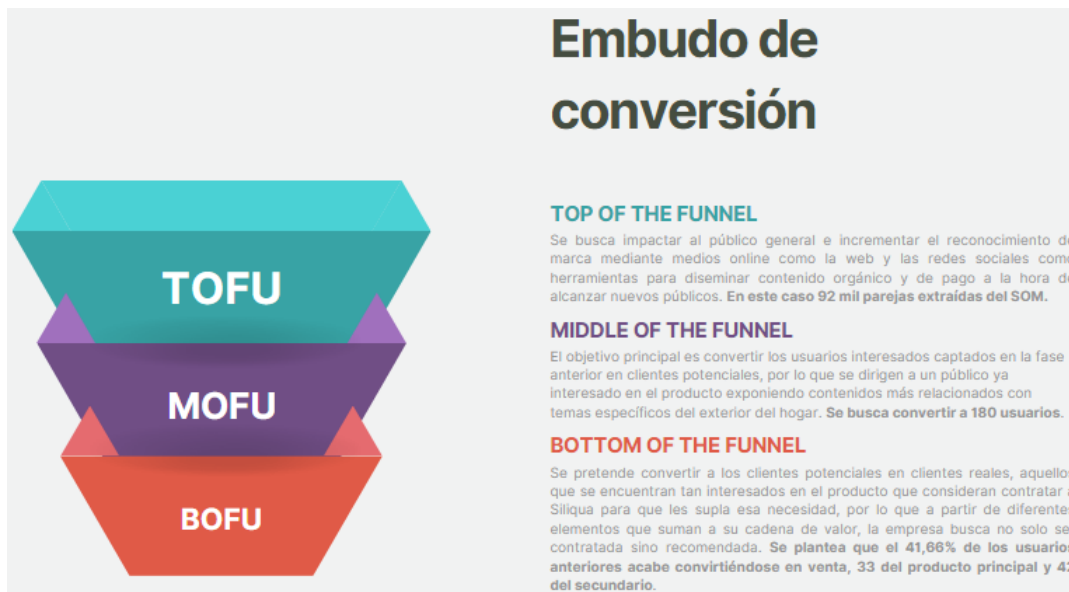 Embudo de
conversión
TOP OF THE FUNNEL
Se busca impactar al público general e incrementar el reconocimiento de
marca mediante medios online como la web y las redes sociales como
herramientas para diseminar contenido orgánico y de pago a la hora de
alcanzar nuevos públicos. En este caso 92 mil parejas extraídas del SOM.
MIDDLE OF THE FUNNEL
El objetivo principal es convertir los usuarios interesados captados en la fase
anterior en clientes potenciales, por lo que se dirigen a un público ya
interesado en el producto exponiendo contenidos más relacionados con
temas específicos del exterior del hogar. Se busca convertir a 180 usuarios.
BOTTOM OF THE FUNNEL
Se pretende convertir a los clientes potenciales en clientes reales, aquellos
que se encuentran tan interesados en el producto que consideran contratar a
Siliqua para que les supla esa necesidad, por lo que a partir de diferentes
elementos que suman a su cadena de valor, la empresa busca no solo ser
contratada sino recomendada. Se plantea que el 41,66% de los usuarios
anteriores acabe convirtiéndose en venta, 33 del producto principal y
del secundario.
TOFU
MOFU
BOFU